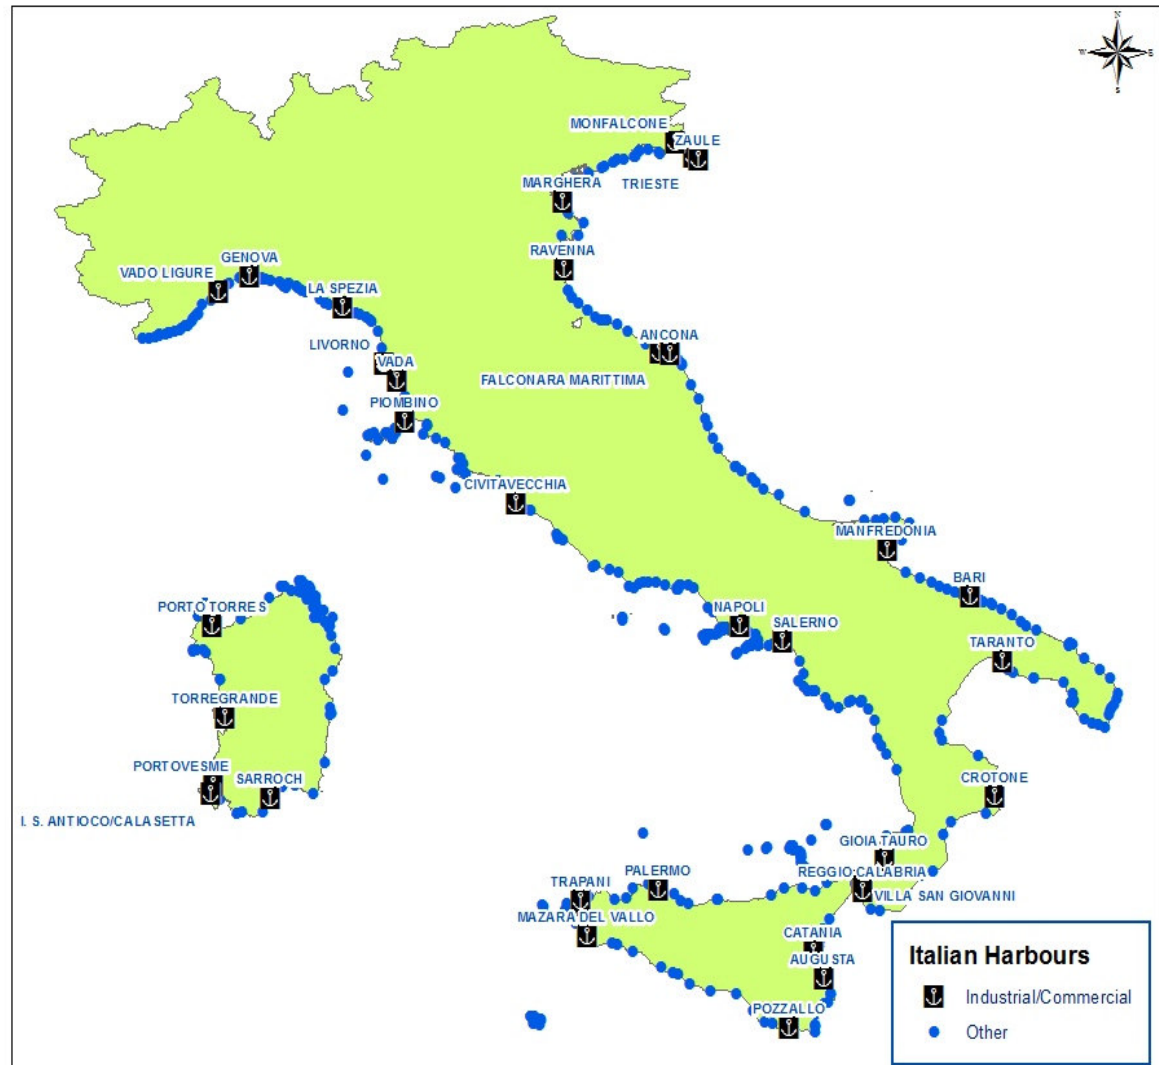 N
W
E
S
MONFALCONE
ZAULE
MARGHERA
TRIESTE
RAVENNA
GENOVA
VADO LIGURE
LA SPEZIA
LIVORNO
VADA
ANCONA
FALCONARA MARITTIMA
PIOMBINO
CIVITAVECCHIA
MANFREDONIA
BARI
PORTO TORRES
NAPOLI
SALERNO
TARANTO
TORREGRANDE
PORTOVESME
SARROCH
CROTONE
I. S. ANTIOCO/CALASETTA
GIOIA TAURO
TRAPANI
PALERMO
REGGIO CALABRIA
VILLA SAN GIOVANNI
MAZARA DEL VALLO
CATANIA
AUGUSTA
POZZALLO
Italian Harbours
Industrial/Commercial
Other